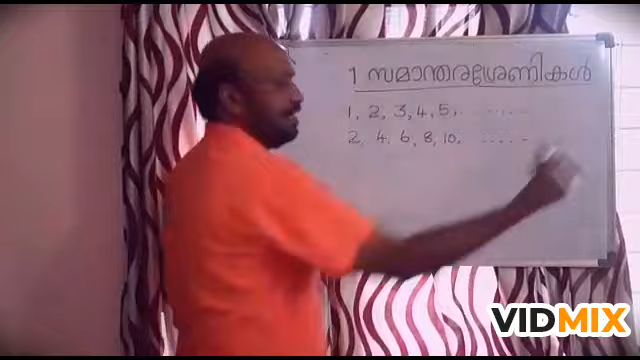 1 സമാന്തരശ്രേണികൾ
1, 2, 3, 4, 5, . . . . . .
2, 4, 6, 8, 10, . . . . .
VIDMIX